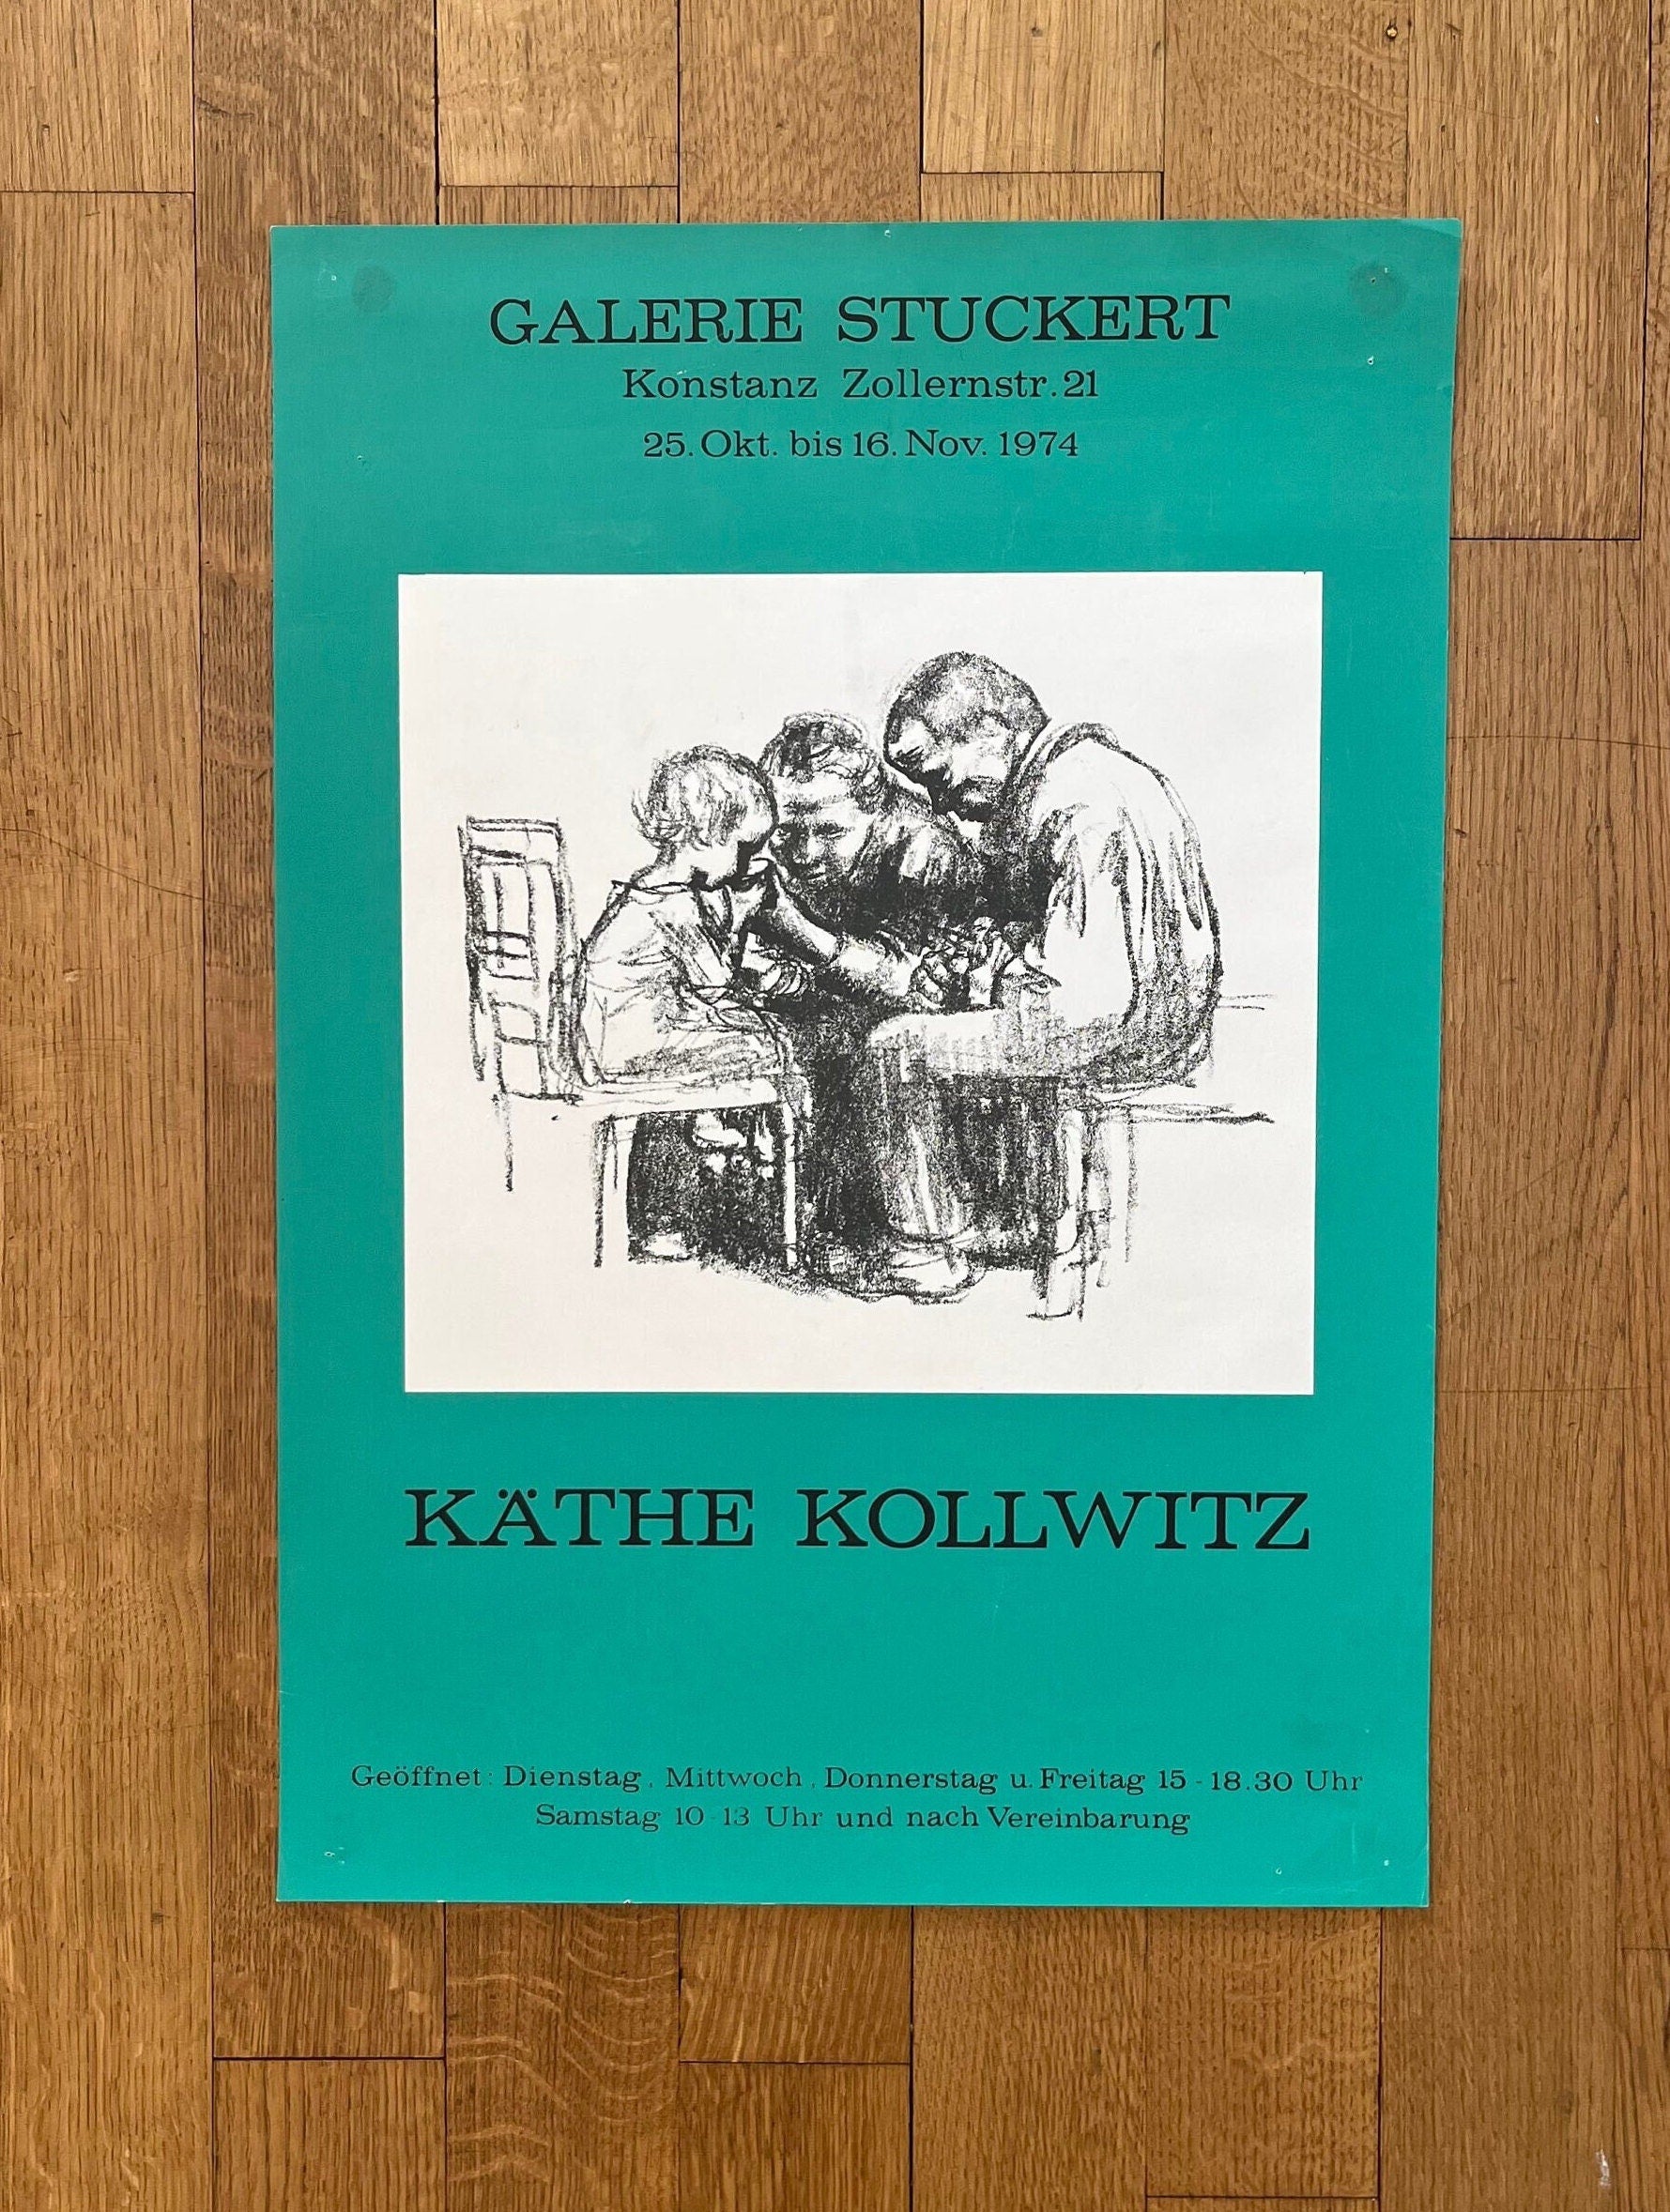 GALERIE STUCKERT
Konstanz Zollernstr. 21
25. Okt. bis 16. Nov. 1974
KÄTHE KOLLWITZ
Geöffnet: Dienstag, Mittwoch, Donnerstag u. Freitag 15 - 18.30 Uhr
Samstag 10-13 Uhr und nach Vereinbarung